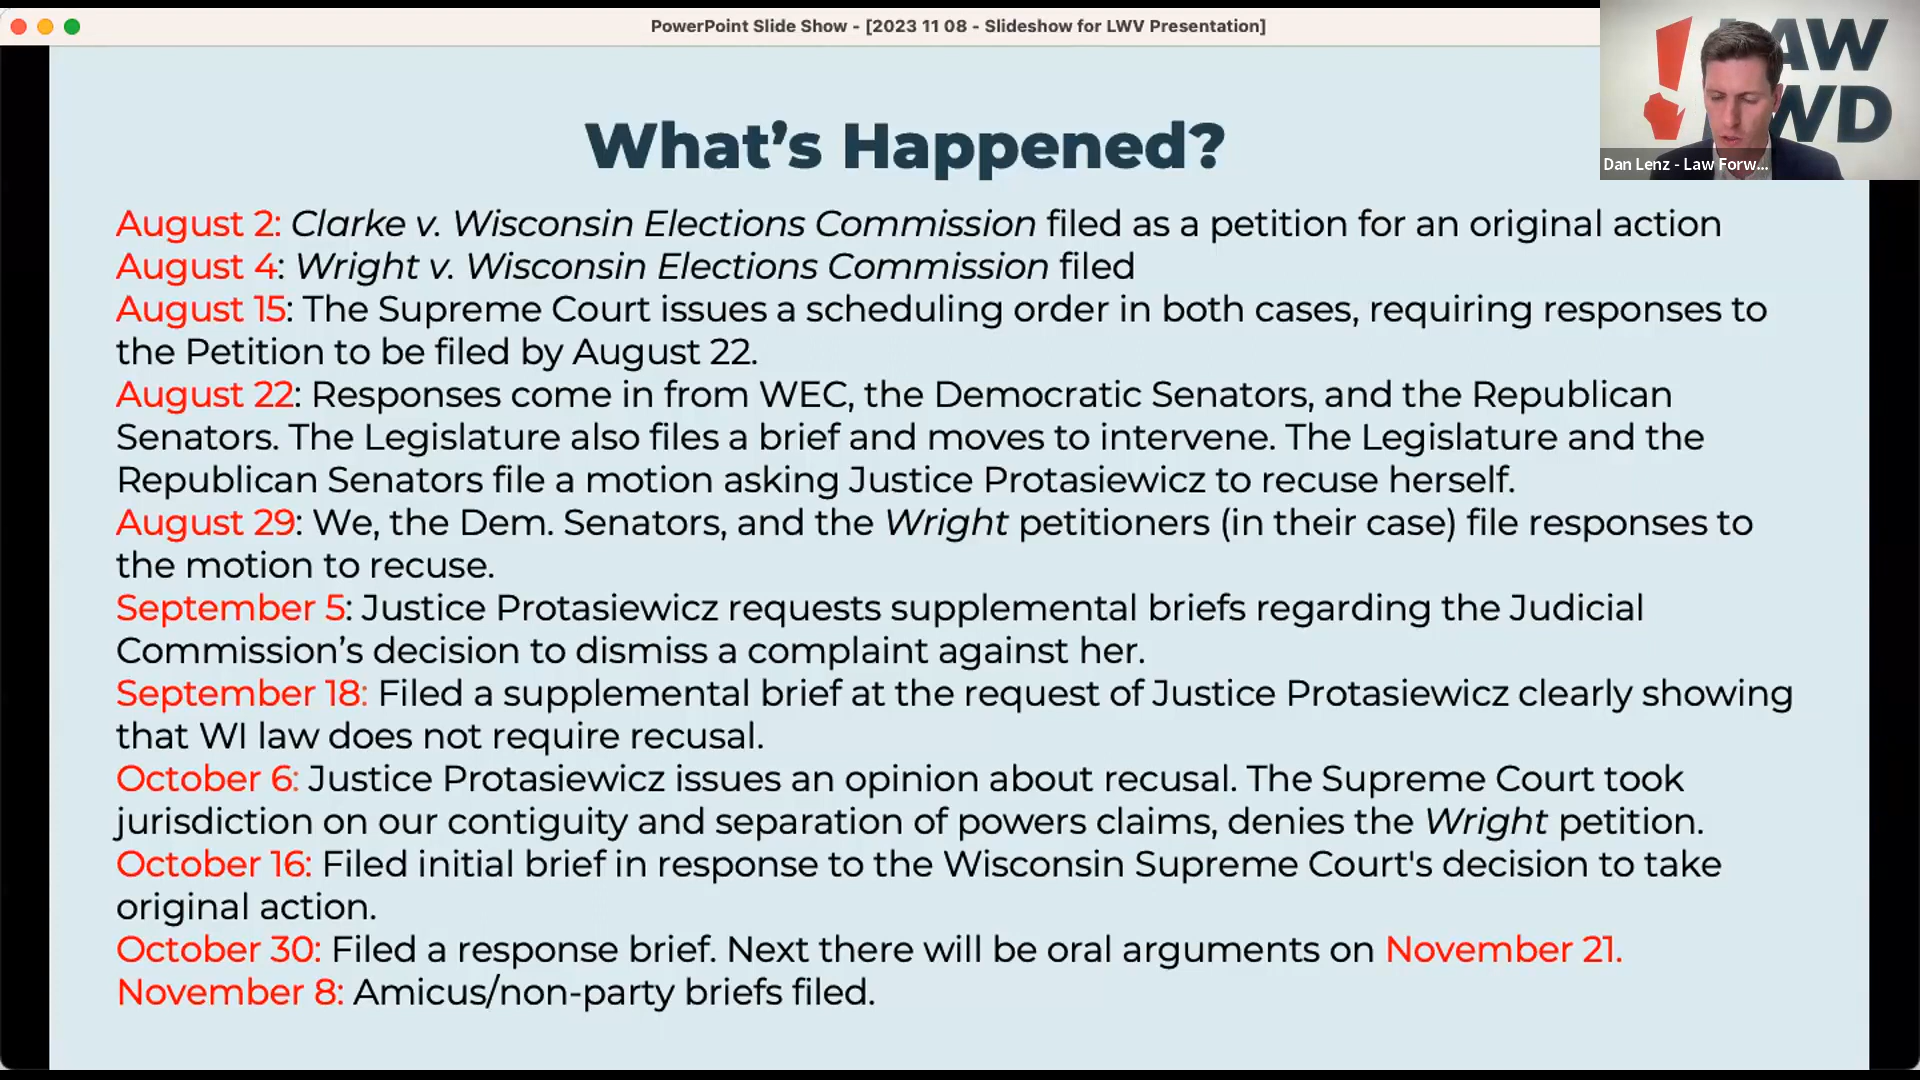 PowerPoint Slide Show - [2023 11 08 - Slideshow for LWV Presentation]
AW
WD
Dan Lenz - Law Forw...
What's Happened?
August 2: Clarke v. Wisconsin Elections Commission filed as a petition for an original action
August 4: Wright v. Wisconsin Elections Commission filed
August 15: The Supreme Court issues a scheduling order in both cases, requiring responses to
the Petition to be filed by August 22.
August 22: Responses come in from WEC, the Democratic Senators, and the Republican
Senators. The Legislature also files a brief and moves to intervene. The Legislature and the
Republican Senators file a motion asking Justice Protasiewicz to recuse herself.
August 29: We, the Dem. Senators, and the Wright petitioners (in their case) file responses to
the motion to recuse.
September 5: Justice Protasiewicz requests supplemental briefs regarding the Judicial
Commission’s decision to dismiss a complaint against her.
September 18: Filed a supplemental brief at the request of Justice Protasiewicz clearly showing
that WI law does not require recusal.
October 6: Justice Protasiewicz issues an opinion about recusal. The Supreme Court took
jurisdiction on our contiguity and separation of powers claims, denies the Wright petition.
October 16: Filed initial brief in response to the Wisconsin Supreme Court's decision to take
original action.
October 30: Filed a response brief. Next there will be oral arguments on November 21.
November 8: Amicus/non-party briefs filed.